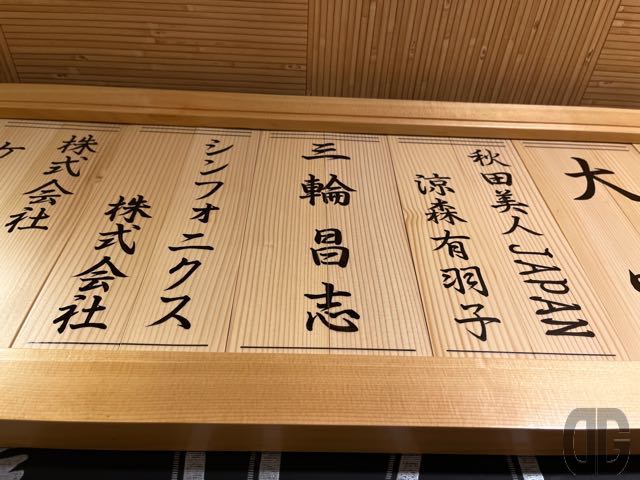 大
秋田美人JAPAN
涼森有羽子
三輪昌志
シンフォニクス
株式会社
株式会社
ケ